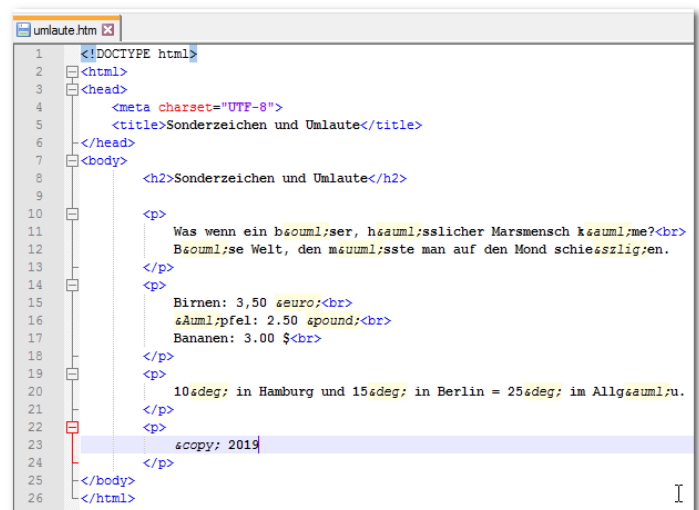 umlaute.htm
1 <!DOCTYPE html>
2 <html>
3 <head>
4 <meta charset="UTF-8">
5 <title>Sonderzeichen und Umlaute</title>
6 </head>
7 <body>
8 <h2>Sonderzeichen und Umlaute</h2>
9
10 <p>
11 Was wenn ein b&ouml;ser, h&auml;sslicher Marsmensch k&auml;me?<br>
12 B&ouml;se Welt, den m&uuml;sste man auf den Mond schie&szlig;en.
13 </p>
14 <p>
15 Birnen: 3,50 &euro;<br>
16 &Auml;pfel: 2.50 &pound;<br>
17 Bananen: 3.00 $<br>
18 </p>
19 <p>
20 10&deg; in Hamburg und 15&deg; in Berlin = 25&deg; im Allg&auml;u.
21 </p>
22 <p>
23 &copy; 2019
24 </p>
25 </body>
26 </html>